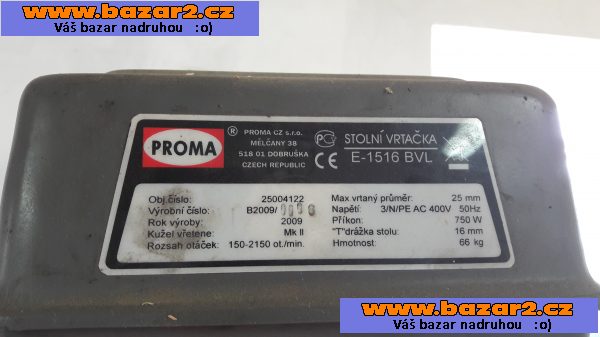 www.bazar2.cz
Váš bazar nadruhou :o)
PROMA ®
PROMA CZ s.r.o.
MĚLČANY 38
518 01 DOBRUŠKA
CZECH REPUBLIC
CE
STOLNÍ VRTAČKA
E-1516 BVL
Obj.číslo: 25004122
Výrobní číslo: B2009/
Rok výroby: 2009
Kužel vřetene: Mk II
Rozsah otáček: 150-2150 ot./min.
Max vrtaný průměr: 25 mm
Napětí: 3/N/PE AC 400V 50Hz
Příkon: 750 W
"T"drážka stolu: 16 mm
Hmotnost: 66 kg
www.bazar2.cz
Váš bazar nadruhou :o)